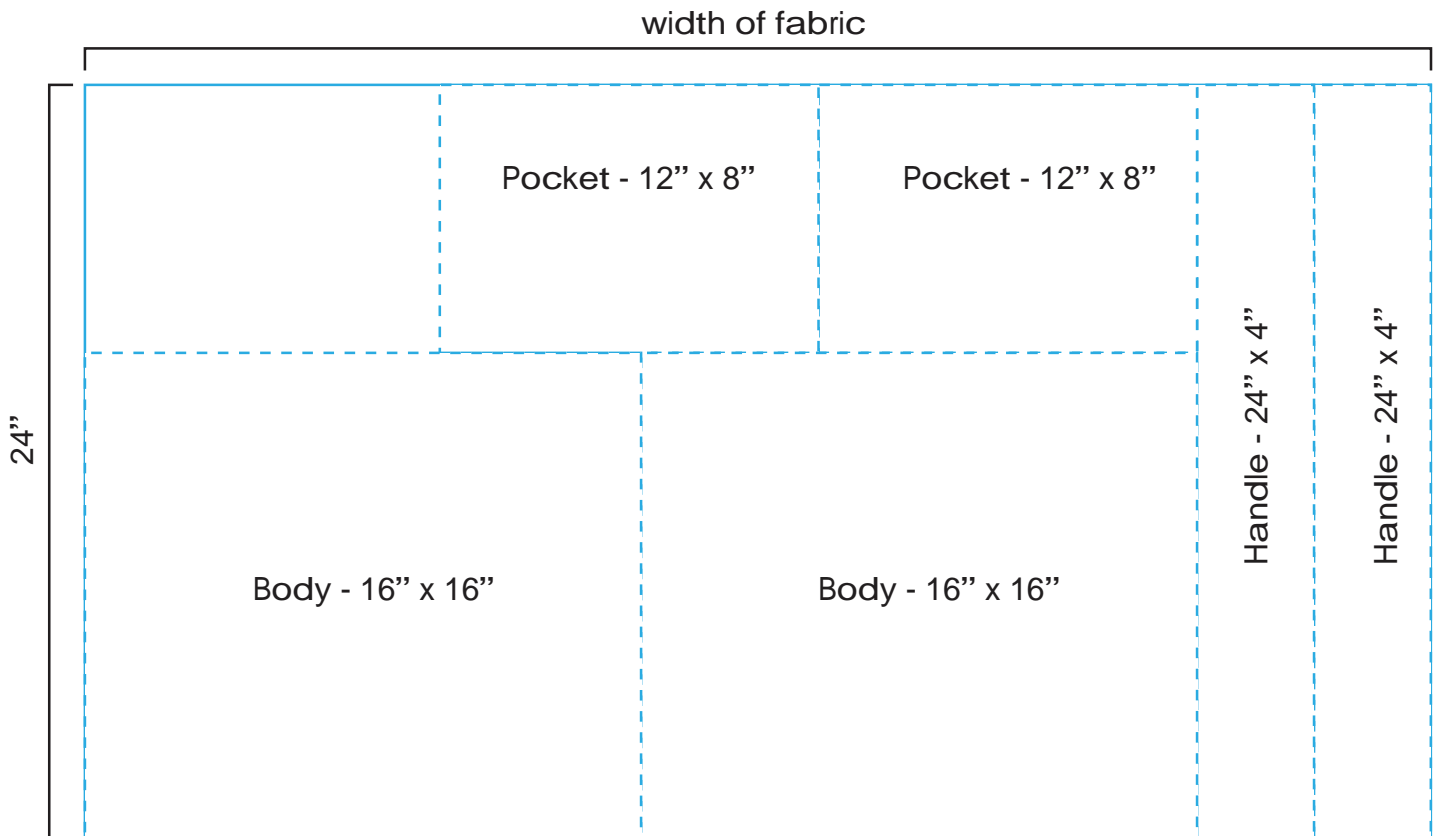 width of fabric
Pocket - 12” x 8”
Pocket - 12” x 8”
24”
Handle - 24” x 4”
Handle - 24” x 4”
Body - 16” x 16”
Body - 16” x 16”